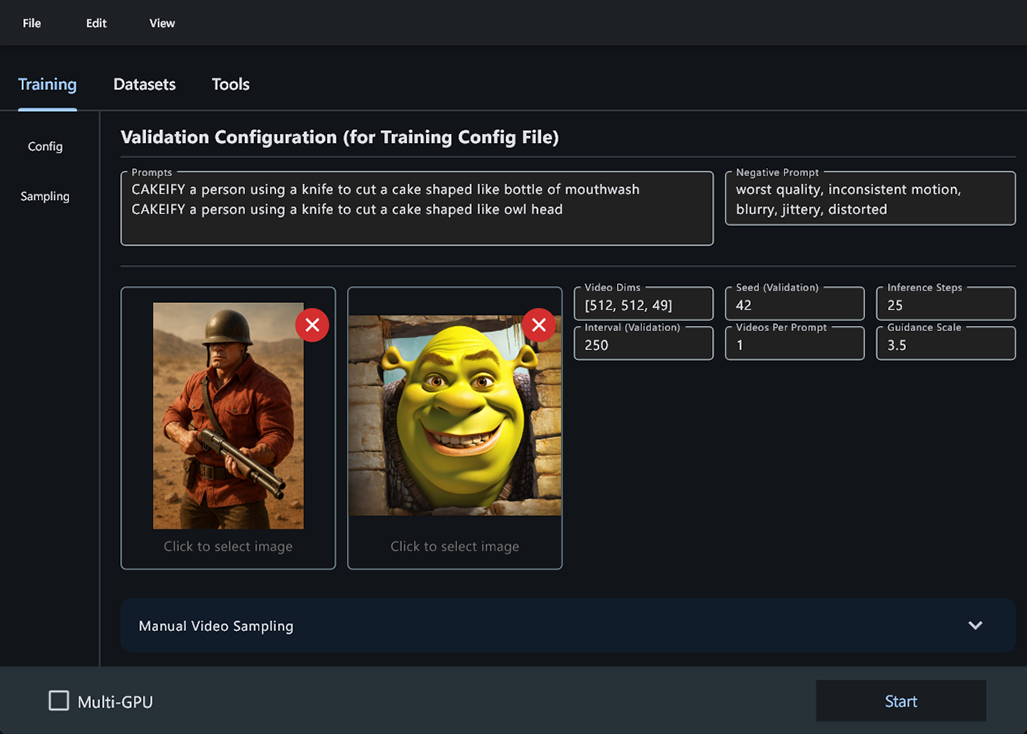 File Edit View
Training Datasets Tools
Config
Sampling
Validation Configuration (for Training Config File)
Prompts
CAKEIFY a person using a knife to cut a cake shaped like bottle of mouthwash
CAKEIFY a person using a knife to cut a cake shaped like owl head
Negative Prompt
worst quality, inconsistent motion,
blurry, jittery, distorted
Click to select image
Click to select image
Video Dims
[512, 512, 49]
Seed (Validation)
42
Inference Steps
25
Interval (Validation)
250
Videos Per Prompt
1
Guidance Scale
3.5
Manual Video Sampling
Multi-GPU
Start